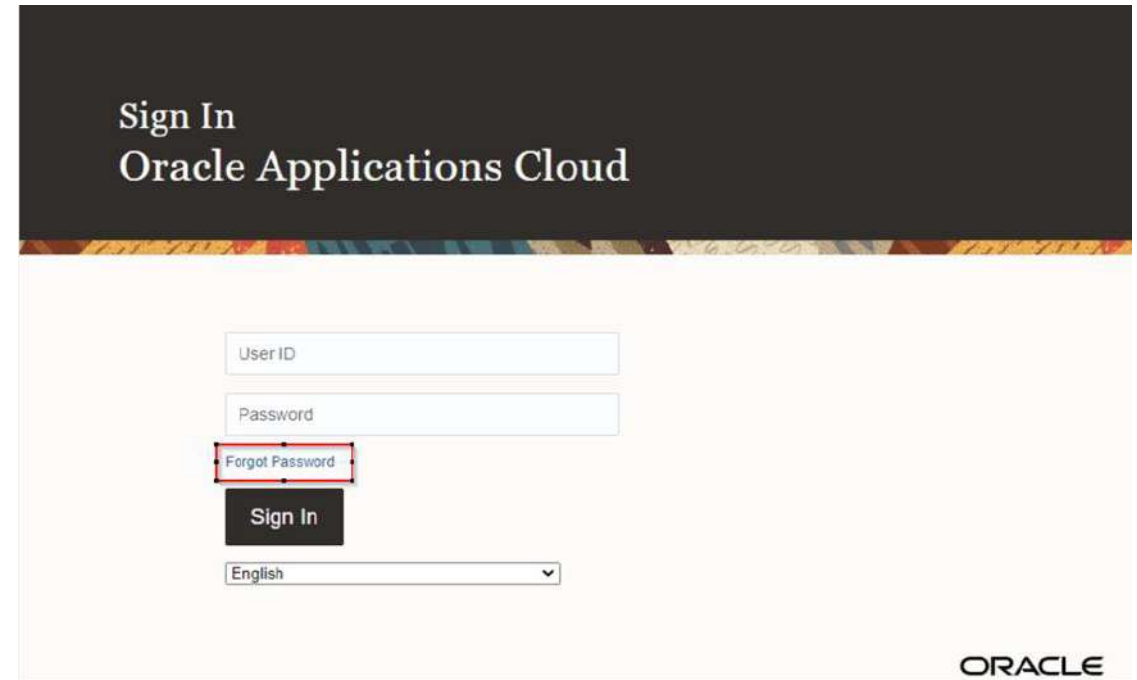 Sign In
Oracle Applications Cloud
User ID
Password
Forgot Password
Sign In
English
ORACLE